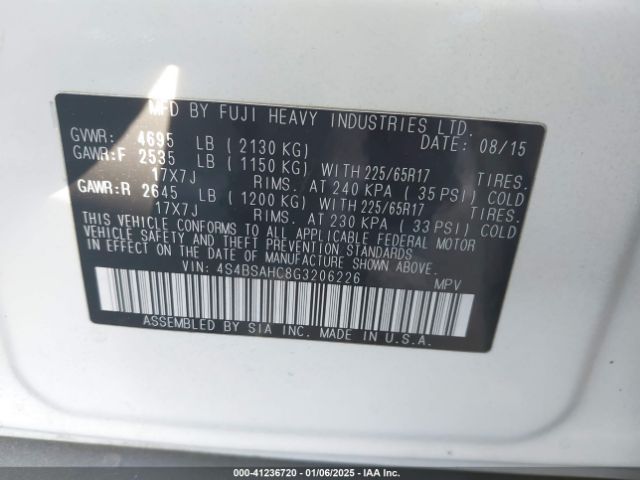 MFD BY FUJI HEAVY INDUSTRIES LTD.
GVWR: 4695 LB ( 2130 KG) DATE: 08/15
GAWR:F 2535 LB ( 1150 KG) WITH 225/65R17 TIRES.
17X7J RIMS. AT 240 KPA ( 35 PSI) COLD
GAWR:R 2645 LB ( 1200 KG) WITH 225/65R17 TIRES.
17X7J RIMS. AT 230 KPA ( 33 PSI) COLD
THIS VEHICLE CONFORMS TO ALL APPLICABLE FEDERAL MOTOR
VEHICLE SAFETY AND THEFT PREVENTION STANDARDS IN EFFECT
ON THE DATE OF MANUFACTURE SHOWN ABOVE.
VIN: 4S4BSAHC8G3206226 MPV
ASSEMBLED BY SIA INC. MADE IN U.S.A.
000-41236720 - 01/06/2025 - IAA Inc.